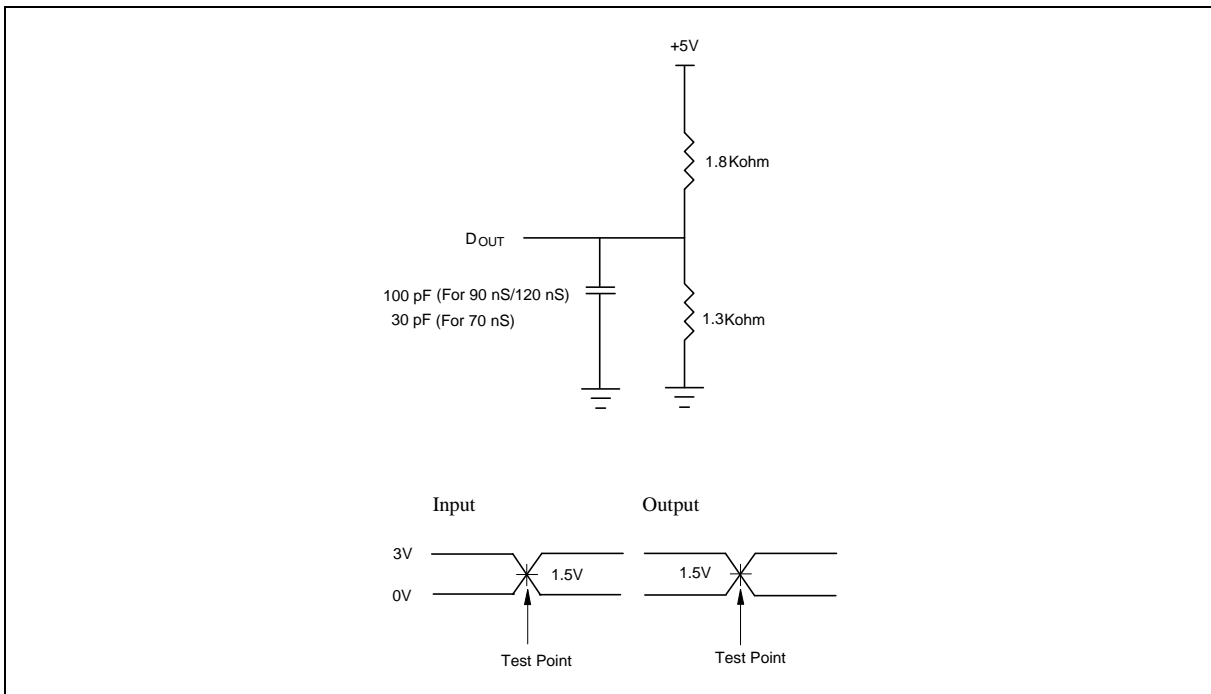 +5V
1.8Kohm
DOUT
100 pF (For 90 nS/120 nS)
30 pF (For 70 nS)
1.3Kohm
Input
Output
3V
1.5V
1.5V
0V
Test Point
Test Point